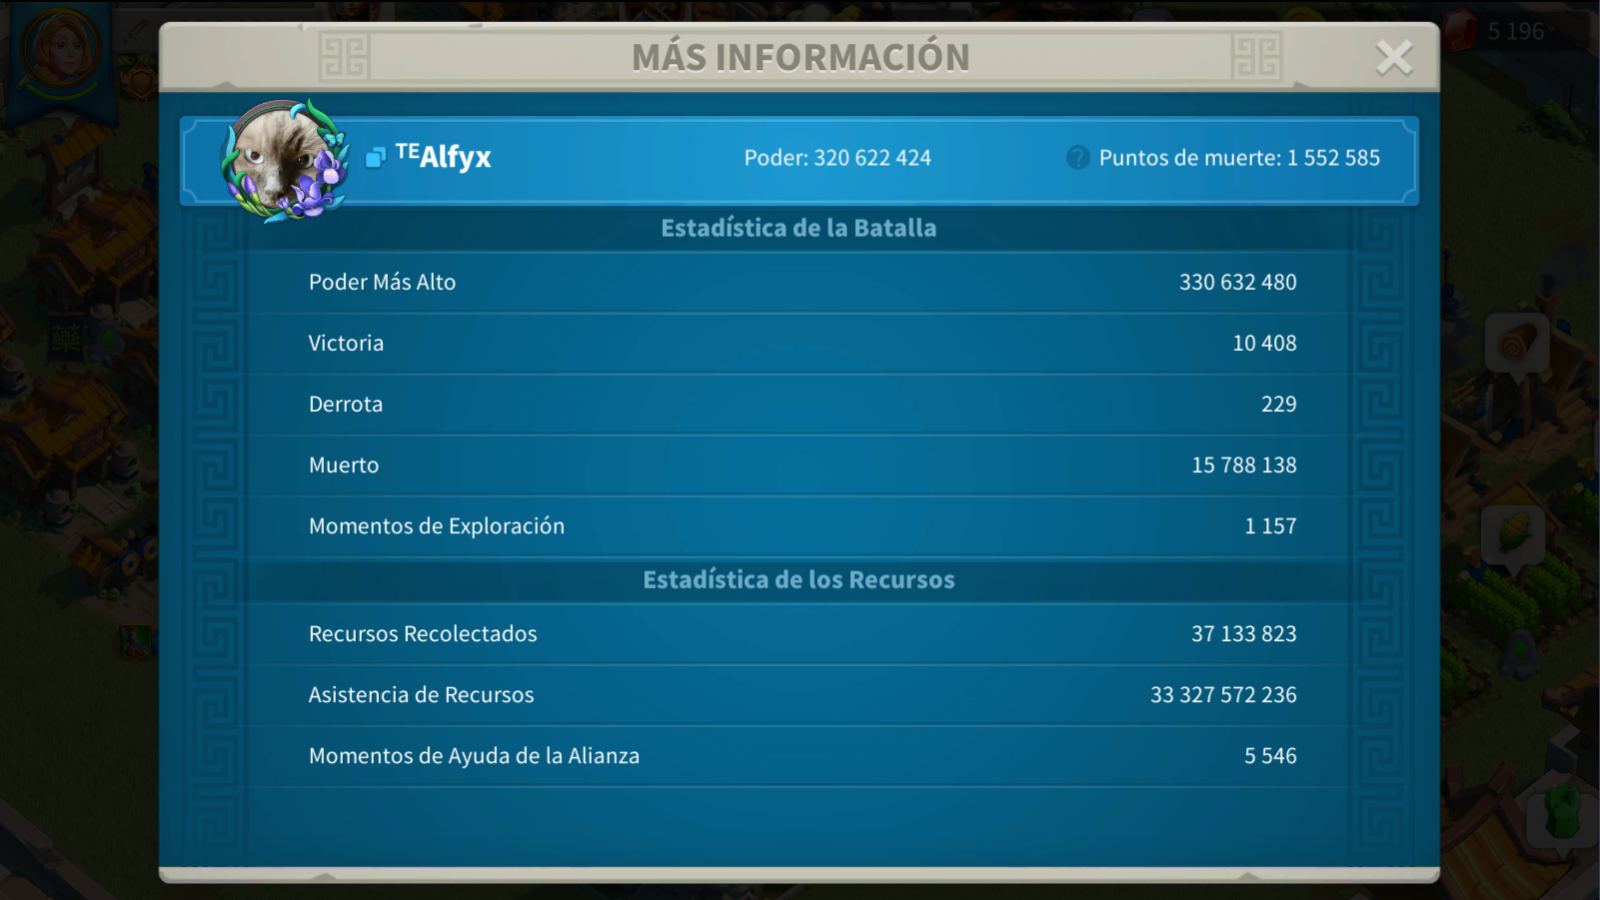 MÁS INFORMACIÓN
5 196
ᵀᴱAlfyx
Poder: 320 622 424
? Puntos de muerte: 1 552 585
Estadística de la Batalla
Poder Más Alto 330 632 480
Victoria 10 408
Derrota 229
Muerto 15 788 138
Momentos de Exploración 1 157
Estadística de los Recursos
Recursos Recolectados 37 133 823
Asistencia de Recursos 33 327 572 236
Momentos de Ayuda de la Alianza 5 546